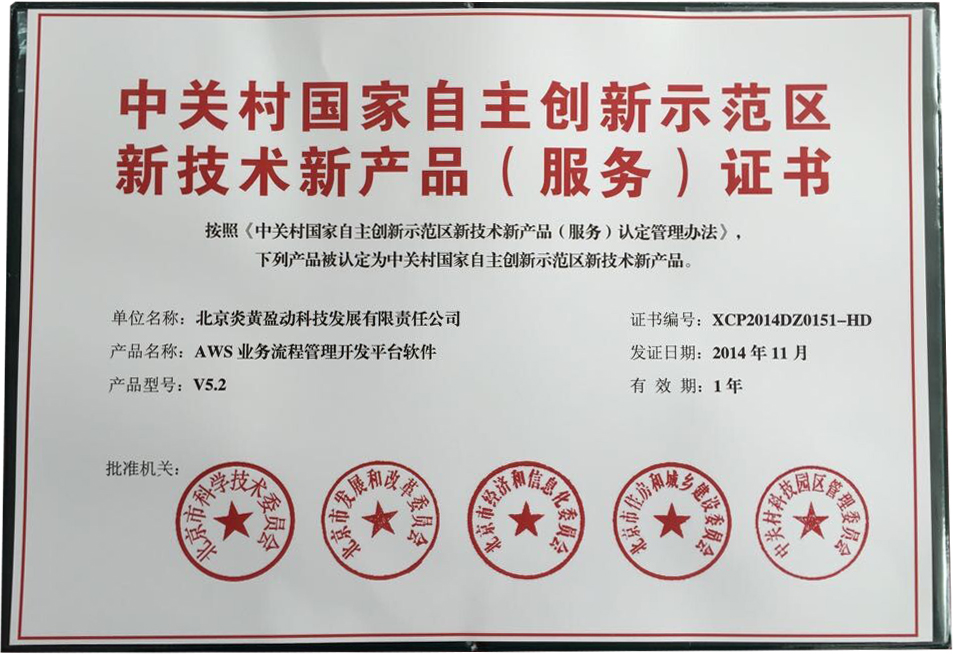 中关村国家自主创新示范区
新技术新产品（服务）证书
按照《中关村国家自主创新示范区新技术新产品（服务）认定管理办法》，
下列产品被认定为中关村国家自主创新示范区新技术新产品。
单位名称：北京炎黄盈动科技发展有限责任公司
证书编号：XCP2014DZ0151-HD
产品名称：AWS 业务流程管理开发平台软件
发证日期：2014 年 11 月
产品型号：V5.2
有 效 期：1 年
批准机关：
北京市科学技术委员会
北京市发展和改革委员会
北京市经济和信息化委员会
北京市住房和城乡建设委员会
中关村科技园区管理委员会